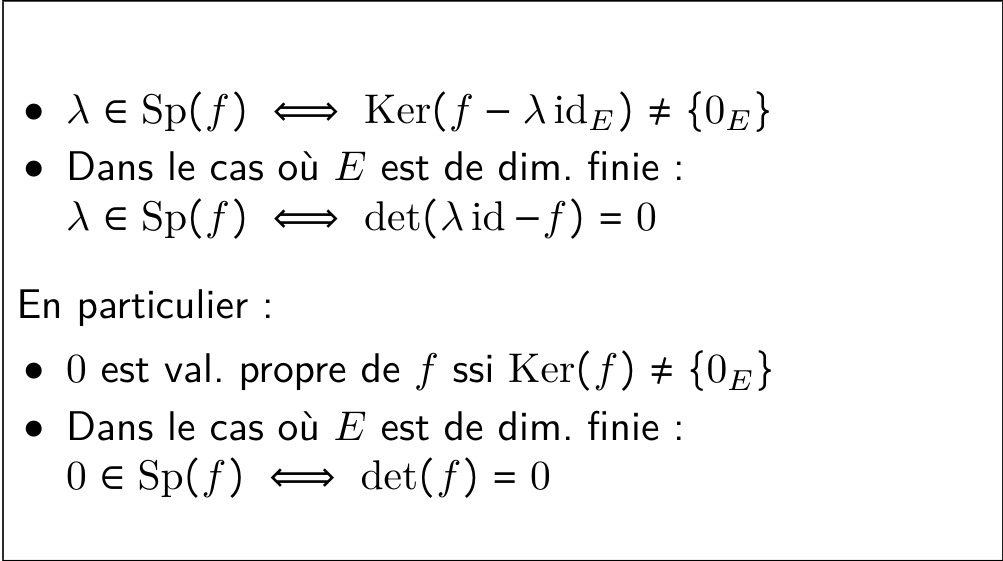 • λ ∈ Sp(f) ⟺ Ker(f − λ id_E) ≠ {0_E}
• Dans le cas où E est de dim. finie :
λ ∈ Sp(f) ⟺ det(λ id −f) = 0
En particulier :
• 0 est val. propre de f ssi Ker(f) ≠ {0_E}
• Dans le cas où E est de dim. finie :
0 ∈ Sp(f) ⟺ det(f) = 0